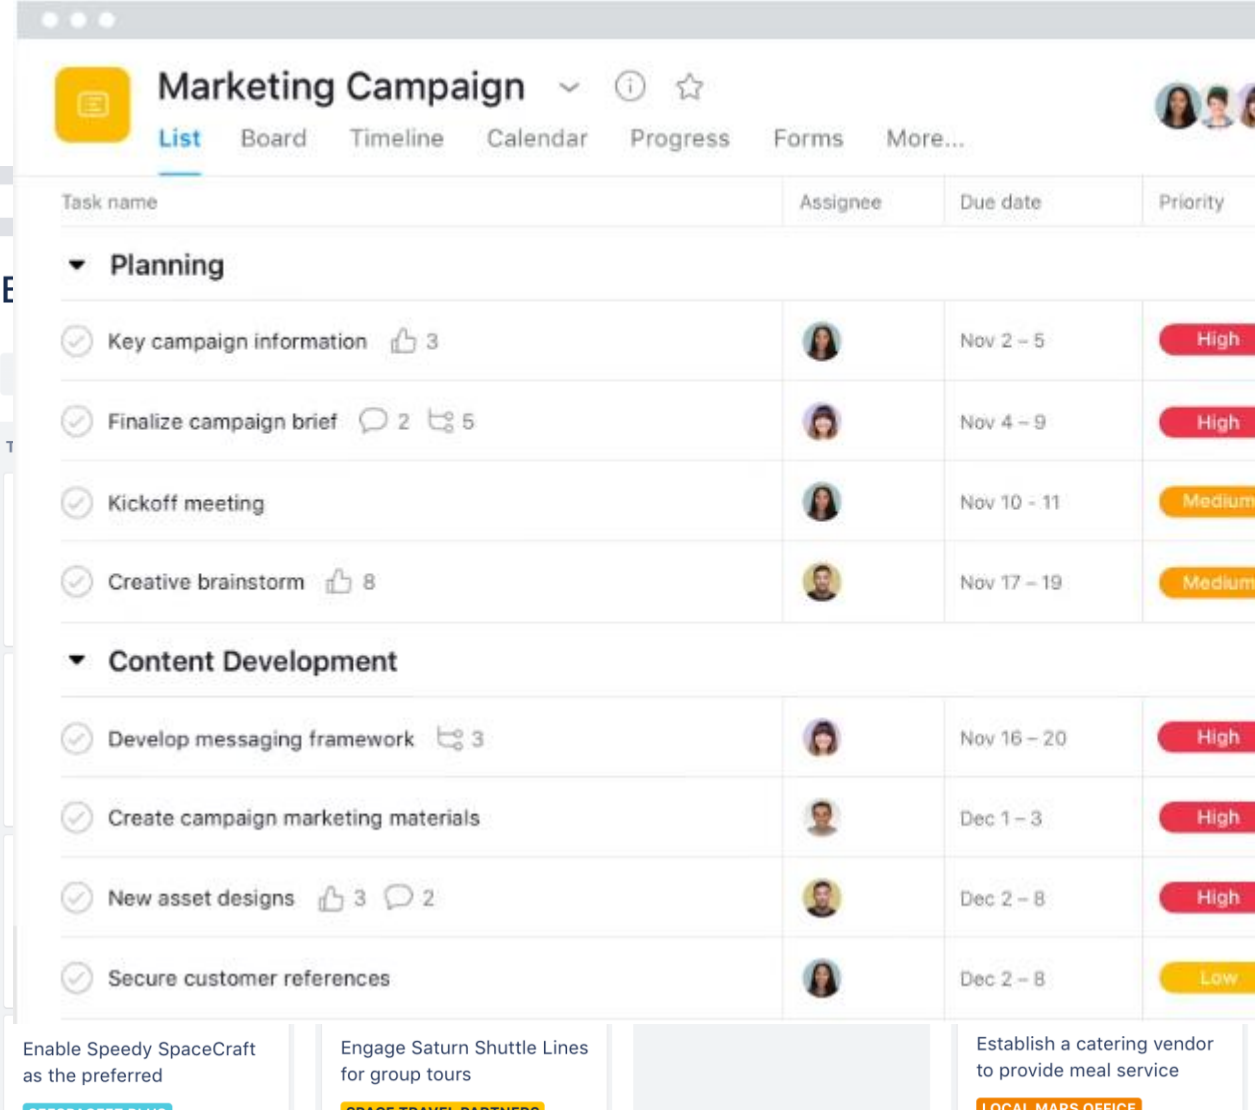 Marketing Campaign
List Board Timeline Calendar Progress Forms More...
Task name Assignee Due date Priority
Planning
Key campaign information 3 Nov 2 – 5 High
Finalize campaign brief 2 5 Nov 4 – 9 High
Kickoff meeting Nov 10 - 11 Medium
Creative brainstorm 8 Nov 17 – 19 Medium
Content Development
Develop messaging framework 3 Nov 16 – 20 High
Create campaign marketing materials Dec 1 – 3 High
New asset designs 3 2 Dec 2 – 8 High
Secure customer references Dec 2 – 8 Low
Enable Speedy SpaceCraft
as the preferred
Engage Saturn Shuttle Lines
for group tours
SPACE TRAVEL PARTNERS
Establish a catering vendor
to provide meal service
LOCAL MARS OFFICE